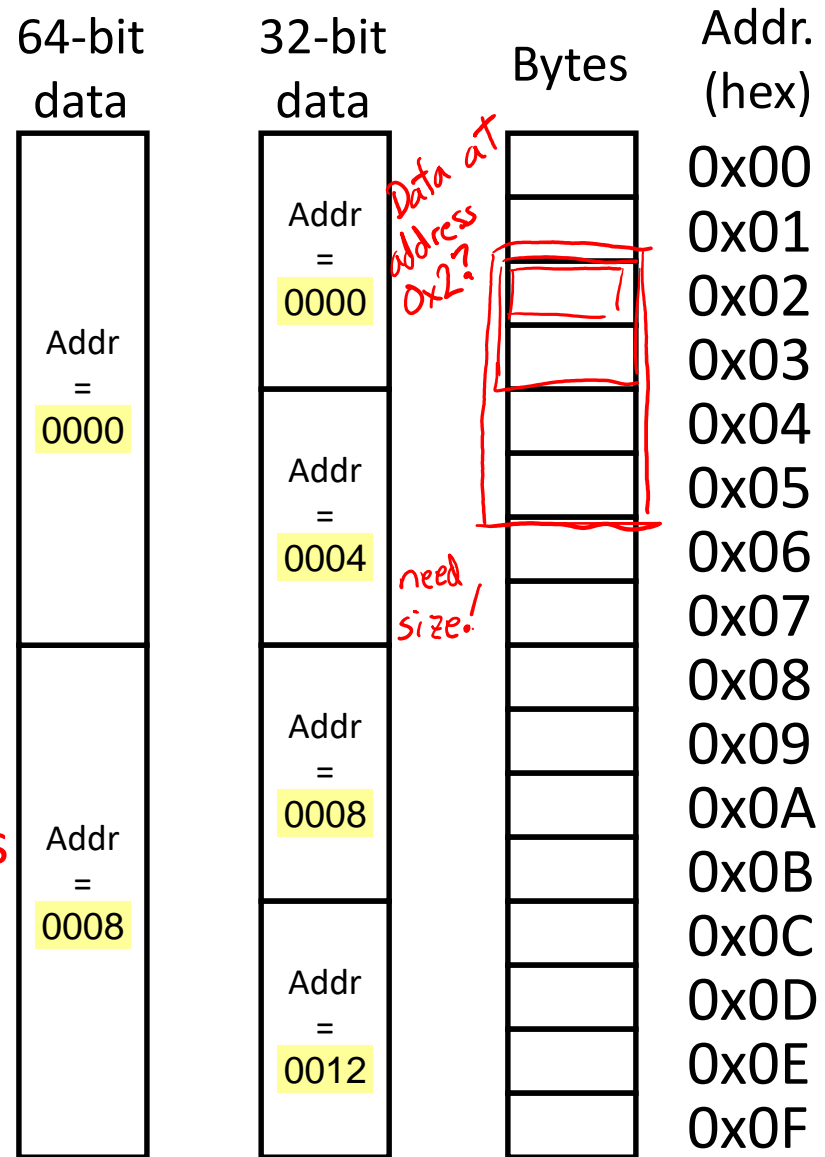 64-bit
data
Addr
=
0000
Addr
=
0008
s
32-bit
data
Addr
=
0000
Addr
=
0004
Addr
=
0008
Addr
=
0012
Data at
address
0x2?
need
size!
Bytes
Addr.
(hex)
0x00
0x01
0x02
0x03
0x04
0x05
0x06
0x07
0x08
0x09
0x0A
0x0B
0x0C
0x0D
0x0E
0x0F